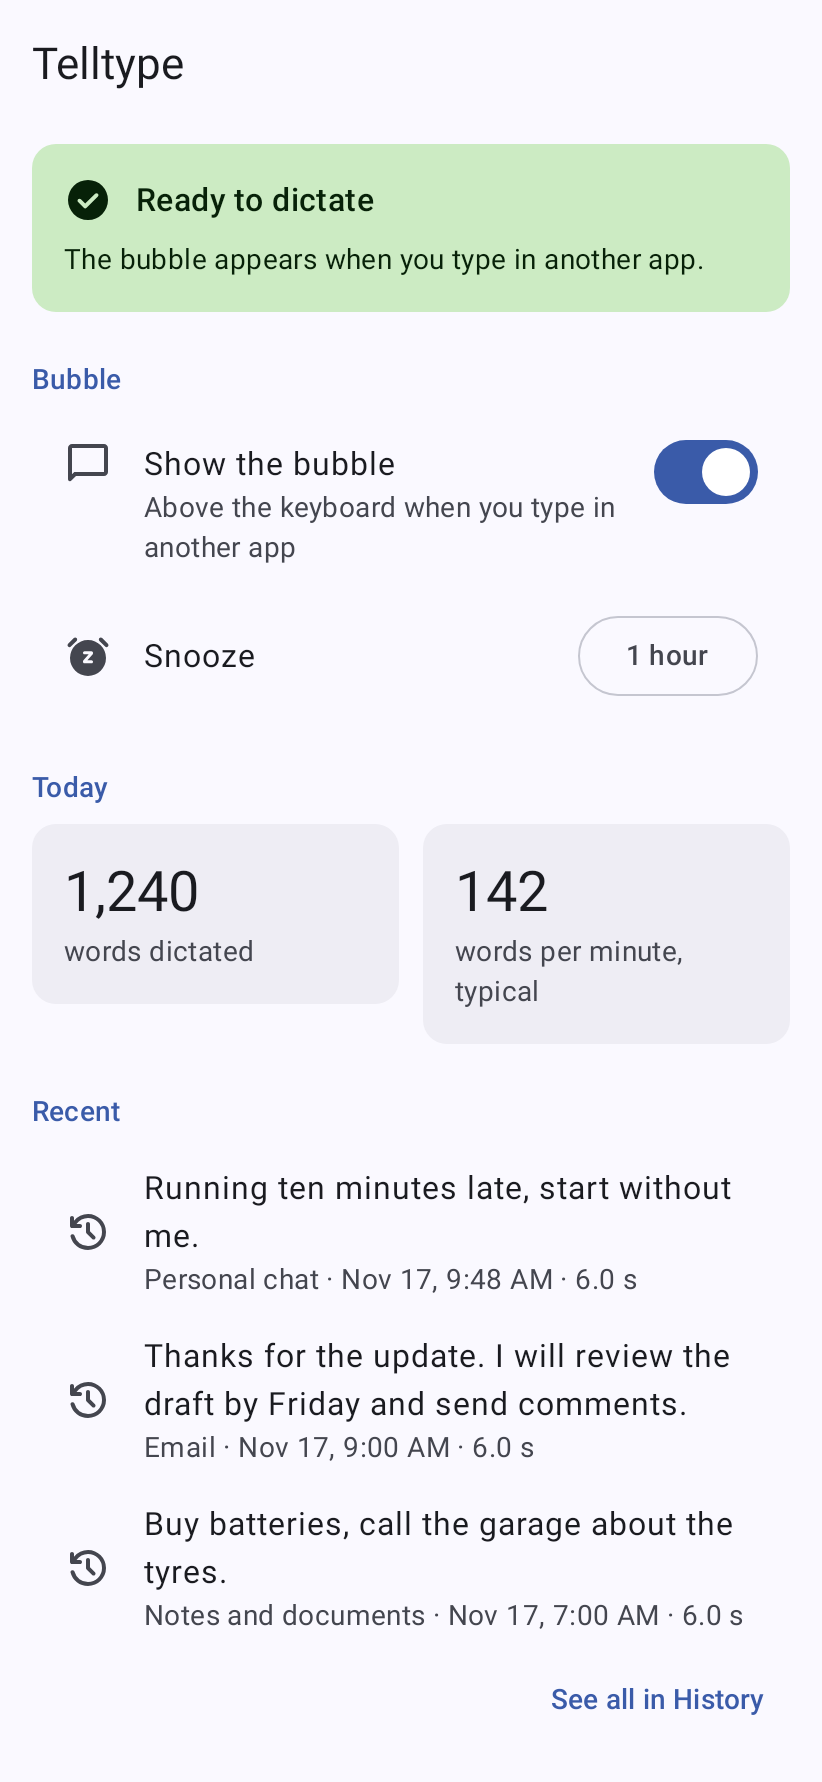 Telltype
Ready to dictate
The bubble appears when you type in another app.
Bubble
Show the bubble
Above the keyboard when you type in
another app
Snooze
1 hour
Today
1,240
words dictated
142
words per minute,
typical
Recent
Running ten minutes late, start without
me.
Personal chat · Nov 17, 9:48 AM · 6.0 s
Thanks for the update. I will review the
draft by Friday and send comments.
Email · Nov 17, 9:00 AM · 6.0 s
Buy batteries, call the garage about the
tyres.
Notes and documents · Nov 17, 7:00 AM · 6.0 s
See all in History